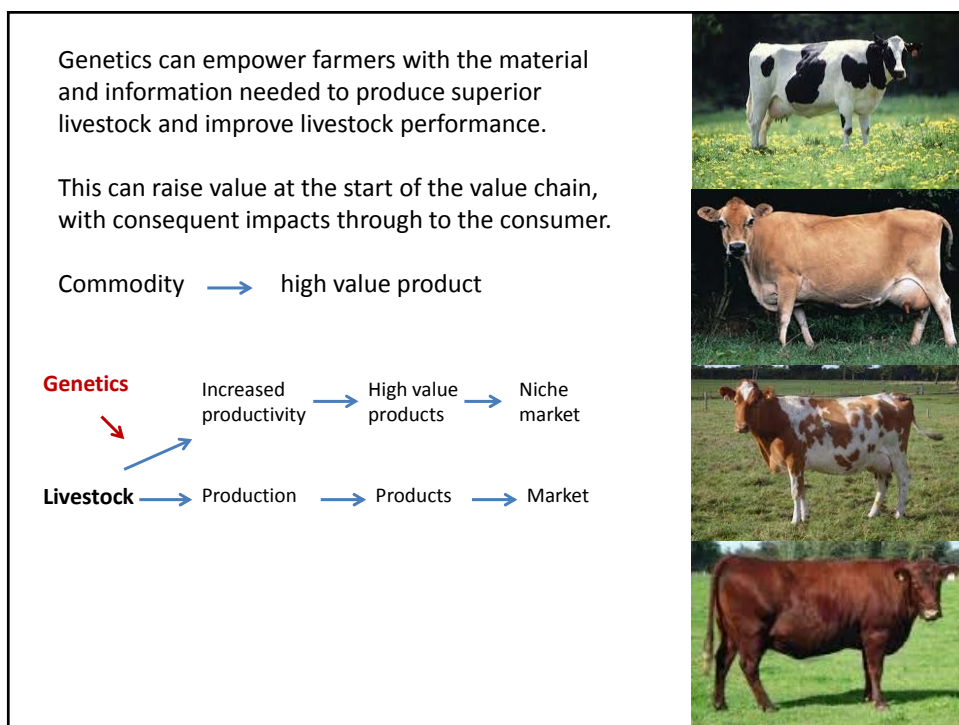 Genetics can empower farmers with the material
and information needed to produce superior
livestock and improve livestock performance.
This can raise value at the start of the value chain,
with consequent impacts through to the consumer.
Commodity → high value product
Genetics
Increased productivity → High value products → Niche market
Livestock → Production → Products → Market